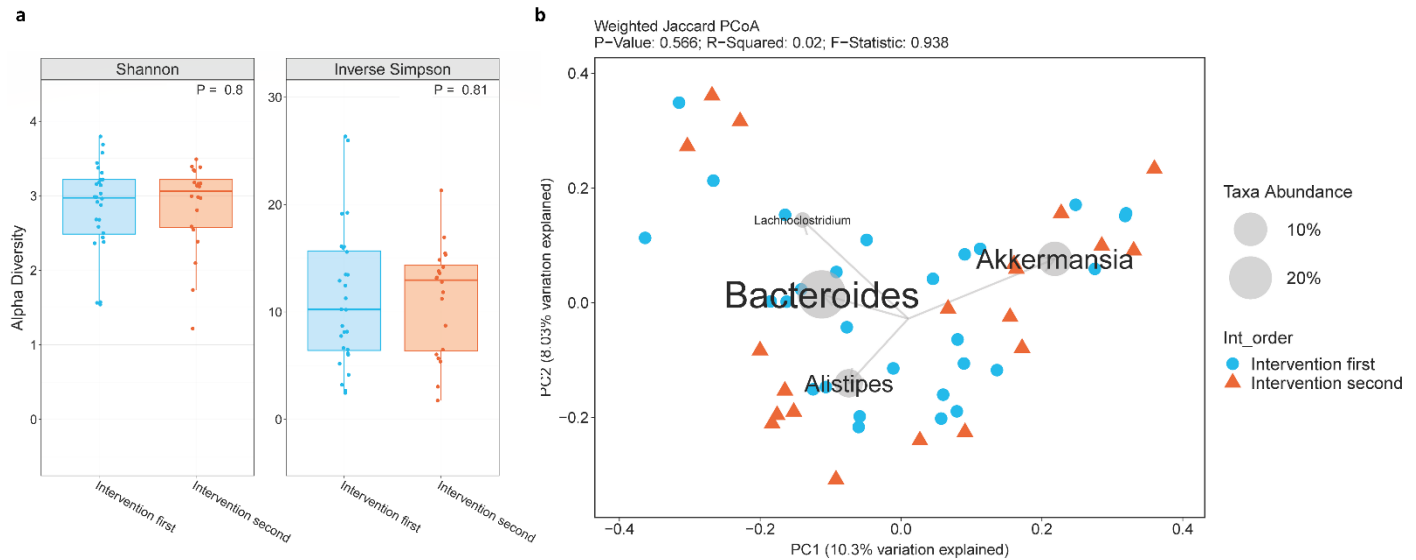 a
Shannon
Inverse Simpson
P = 0.8
P = 0.81
Alpha Diversity
4
3
2
1
0
30
20
10
0
Intervention first
Intervention second
Intervention first
Intervention second
b
Weighted Jaccard PCoA
P−Value: 0.566; R−Squared: 0.02; F−Statistic: 0.938
PC2 (8.03% variation explained)
0.4
0.2
0.0
−0.2
Lachnoclostridium
Akkermansia
Bacteroides
Alistipes
−0.4
−0.2
0.0
0.2
0.4
PC1 (10.3% variation explained)
Taxa Abundance
10%
20%
Int_order
Intervention first
Intervention second